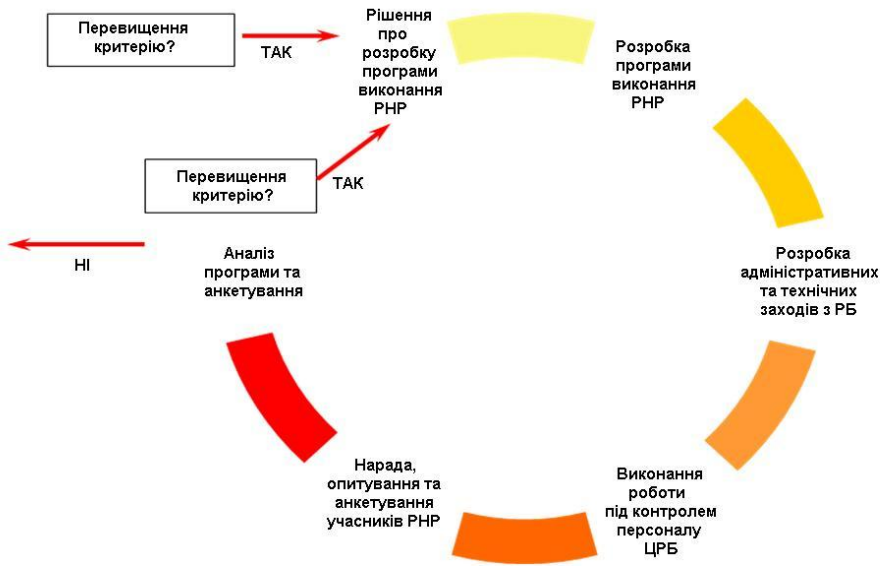 Перевищення
критерію?
ТАК
Рішення
про
розробку
програми
виконання
РНР
Розробка
програми
виконання
РНР
Перевищення
критерію?
ТАК
НІ
Аналіз
програми та
анкетування
Розробка
адміністративних
та технічних
заходів з РБ
Нарада,
опитування та
анкетування
учасників РНР
Виконання
роботи
під контролем
персоналу
ЦРБ